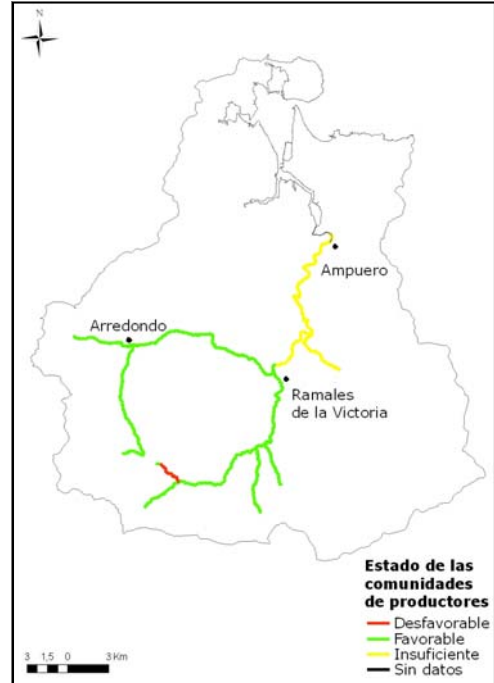 N
Ampuero
Arredondo
Ramales
de la Victoria
Estado de las
comunidades
de productores
Desfavorable
Favorable
Insuficiente
Sin datos
3 1,5 0 3 Km